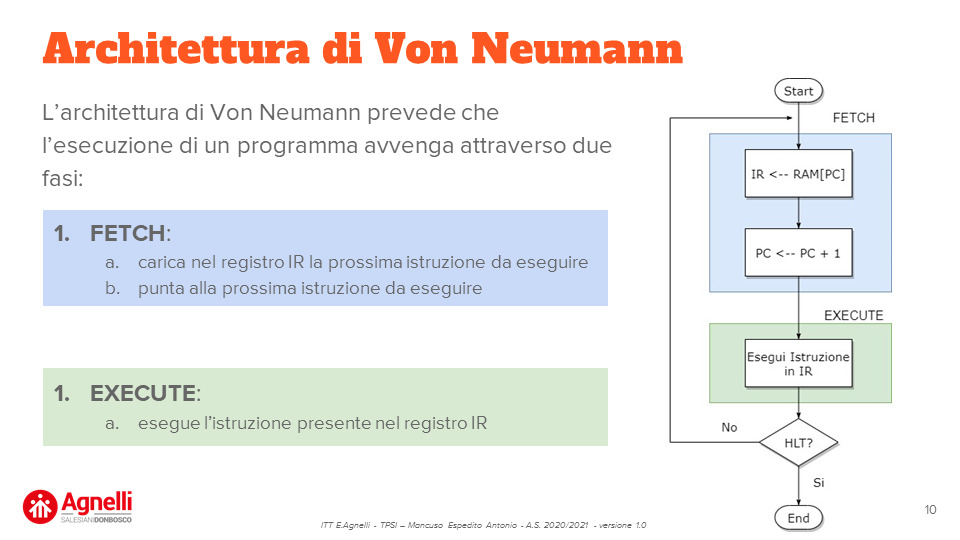 Architettura di Von Neumann
L'architettura di Von Neumann prevede che
l'esecuzione di un programma avvenga attraverso due
fasi:
1. FETCH:
a. carica nel registro IR la prossima istruzione da eseguire
b. punta alla prossima istruzione da eseguire
1. EXECUTE:
a. esegue l'istruzione presente nel registro IR
Start
FETCH
IR <-- RAM[PC]
PC <-- PC + 1
EXECUTE
Esegui Istruzione
in IR
No
HLT?
Si
End
Agnelli
SALESIANI DONBOSCO
ITT E.Agnelli - TPSI – Mancuso Espedito Antonio - A.S. 2020/2021 - versione 1.0
10